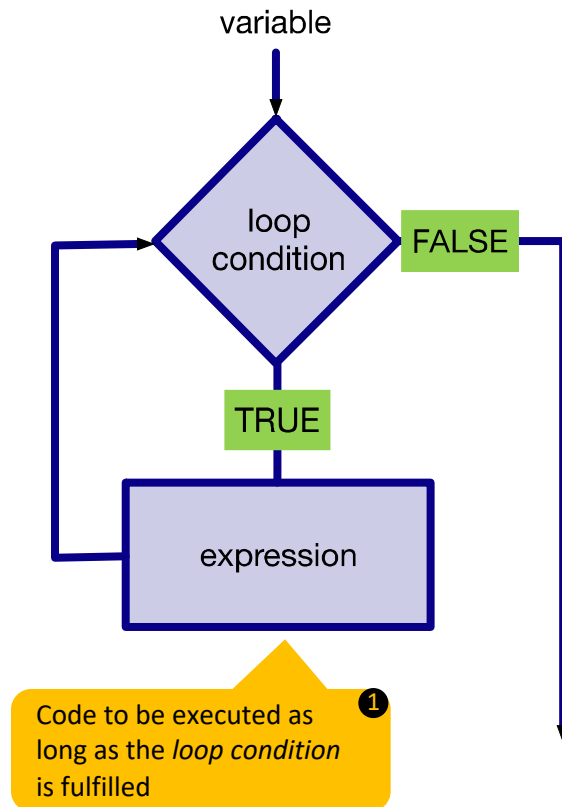 variable
loop
condition
FALSE
TRUE
expression
1
Code to be executed as
long as the loop condition
is fulfilled